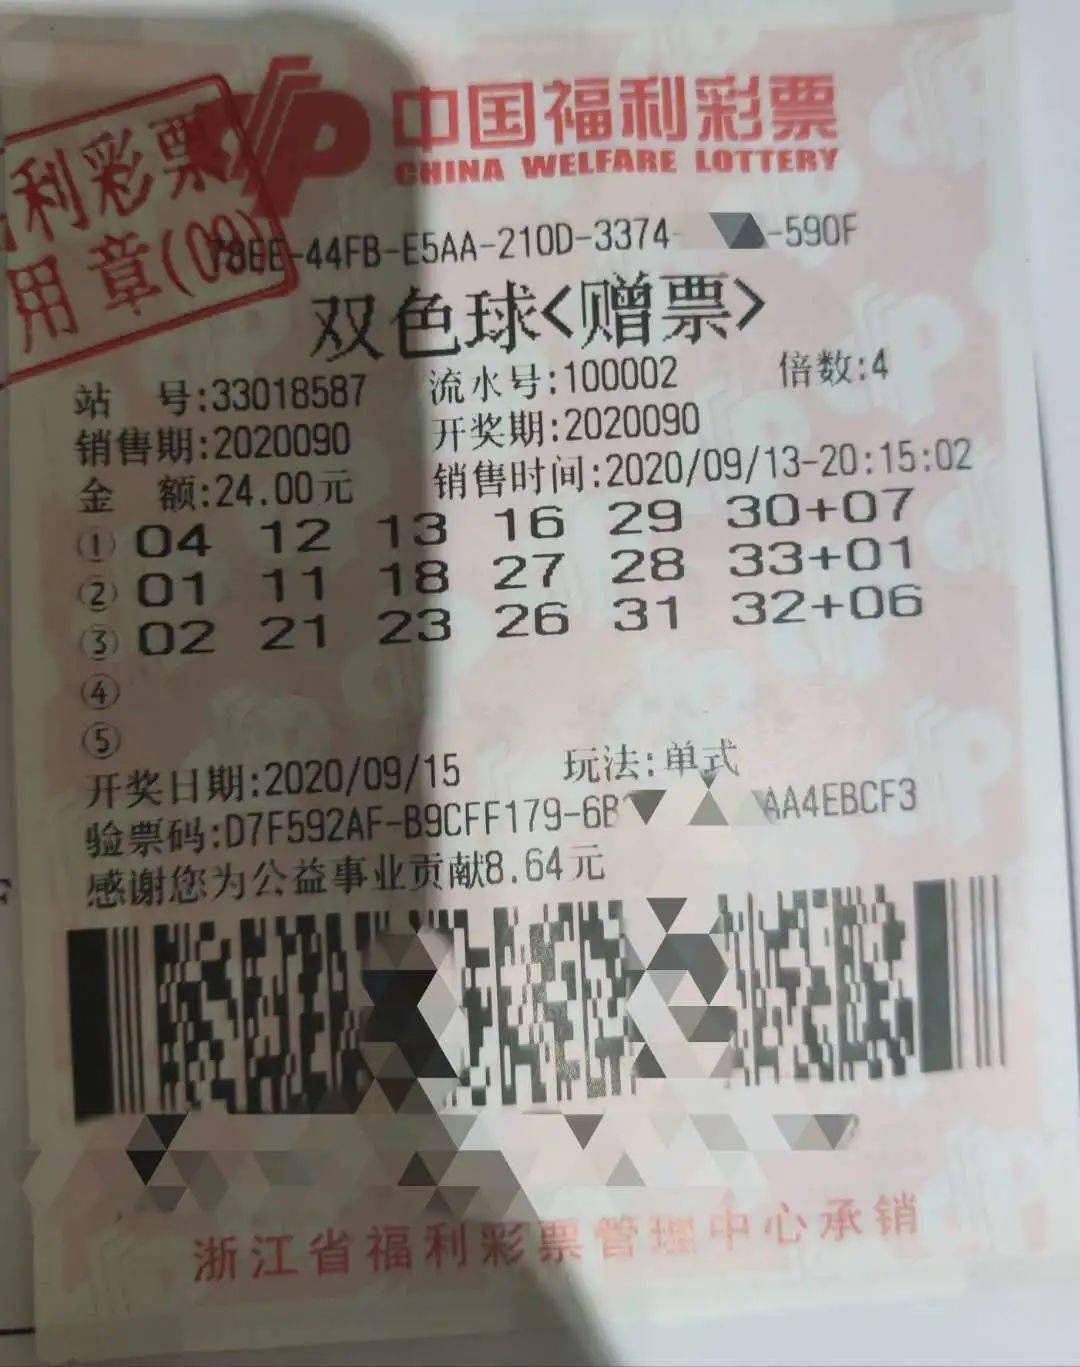 中国福利彩票
CHINA WELFARE LOTTERY
利彩票
用章(09)
78EE-44FB-E5AA-210D-3374- -590F
双色球<赠票>
站 号:33018587 流水号:100002 倍数:4
销售期:2020090 开奖期:2020090
金 额:24.00元 销售时间:2020/09/13-20:15:02
① 04 12 13 16 29 30+07
② 01 11 18 27 28 33+01
③ 02 21 23 26 31 32+06
④
⑤
开奖日期:2020/09/15 玩法:单式
验票码:D7F592AF-B9CFF179-6B AA4EBCF3
感谢您为公益事业贡献8.64元
浙江省福利彩票管理中心承销